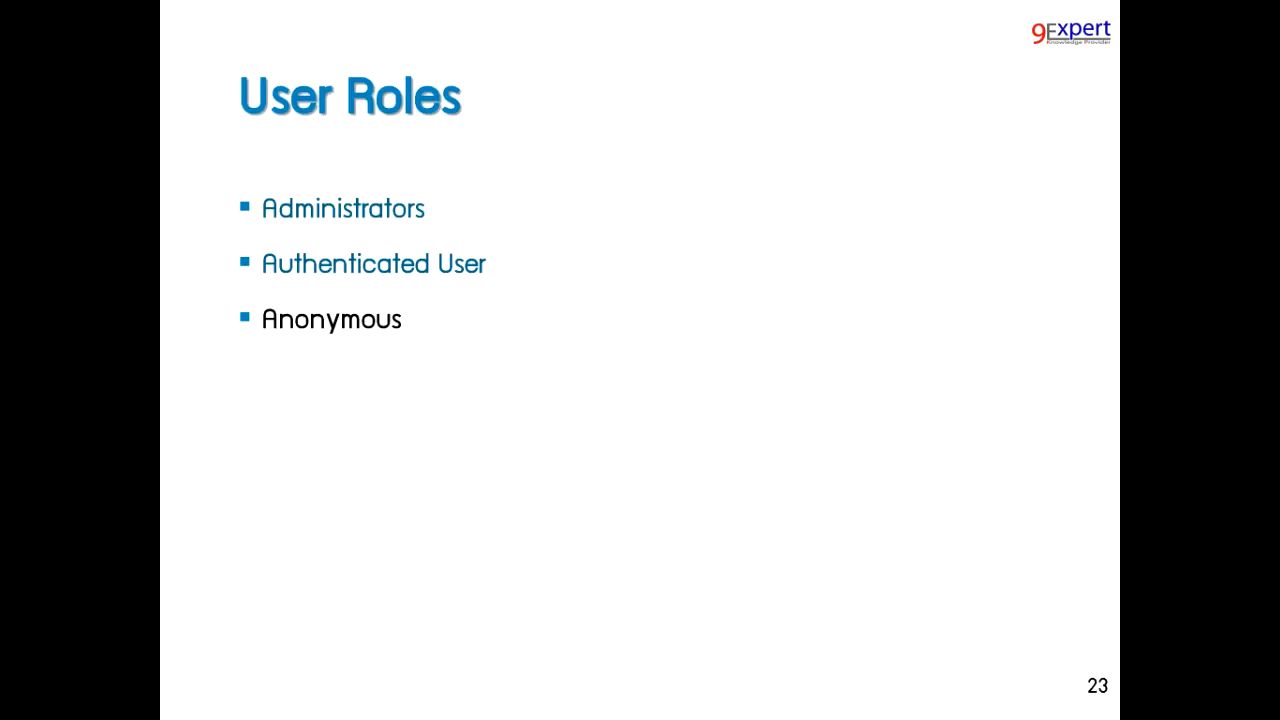 9Expert
Knowledge Provider
User Roles
Administrators
Authenticated User
Anonymous
23